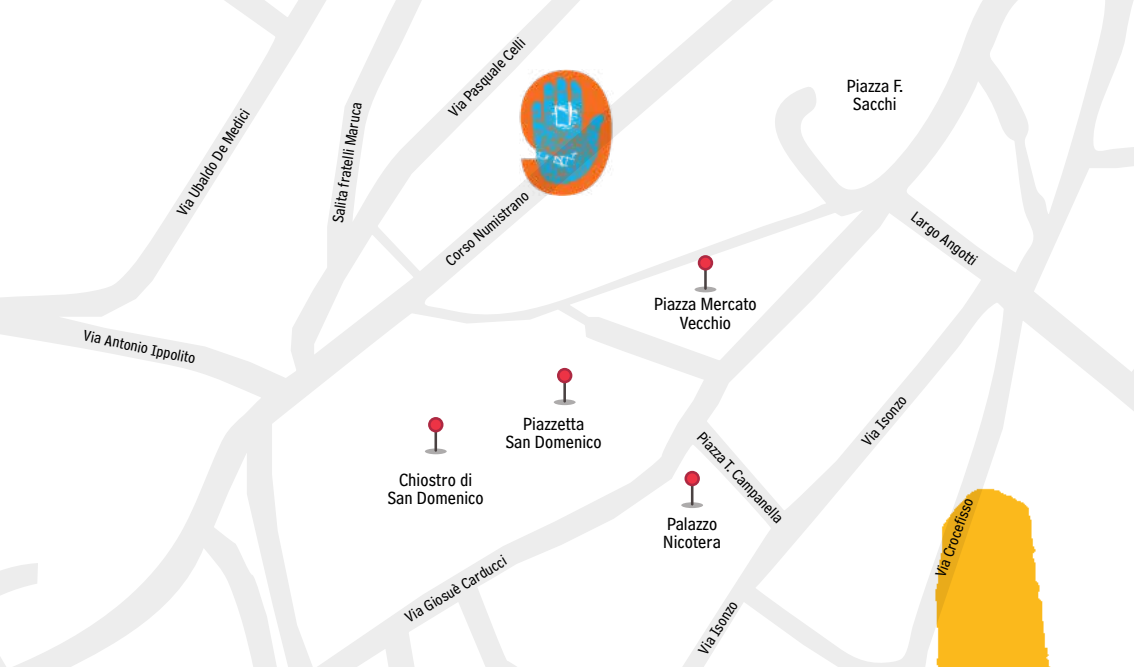 Via Pasquale Celli
Piazza F.
Sacchi
Via Ubaldo De Medici
Salita fratelli Maruca
Corso Numistrano
Largo Angotti
Piazza Mercato
Vecchio
Via Antonio Ippolito
Piazzetta
San Domenico
Via Isonzo
Chiostro di
San Domenico
Piazza T. Campanella
Palazzo
Nicotera
Via Crocefisso
Via Giosuè Carducci
Via Isonzo